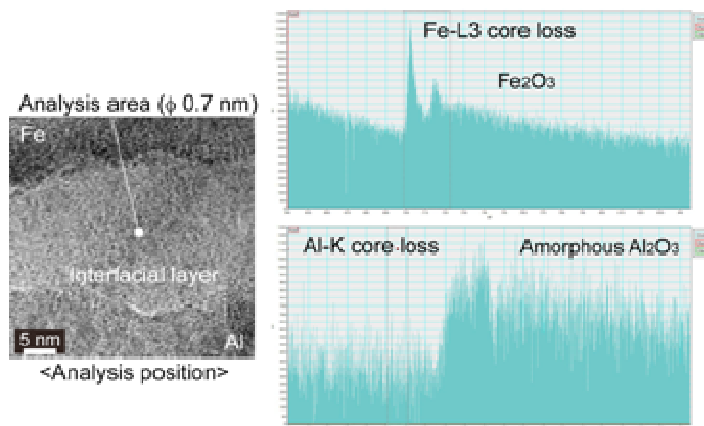 Analysis area (ϕ 0.7 nm)
Fe
Interfacial layer
5 nm
Al
<Analysis position>
Fe-L3 core loss
Fe₂O₃
Al-K core loss
Amorphous Al₂O₃